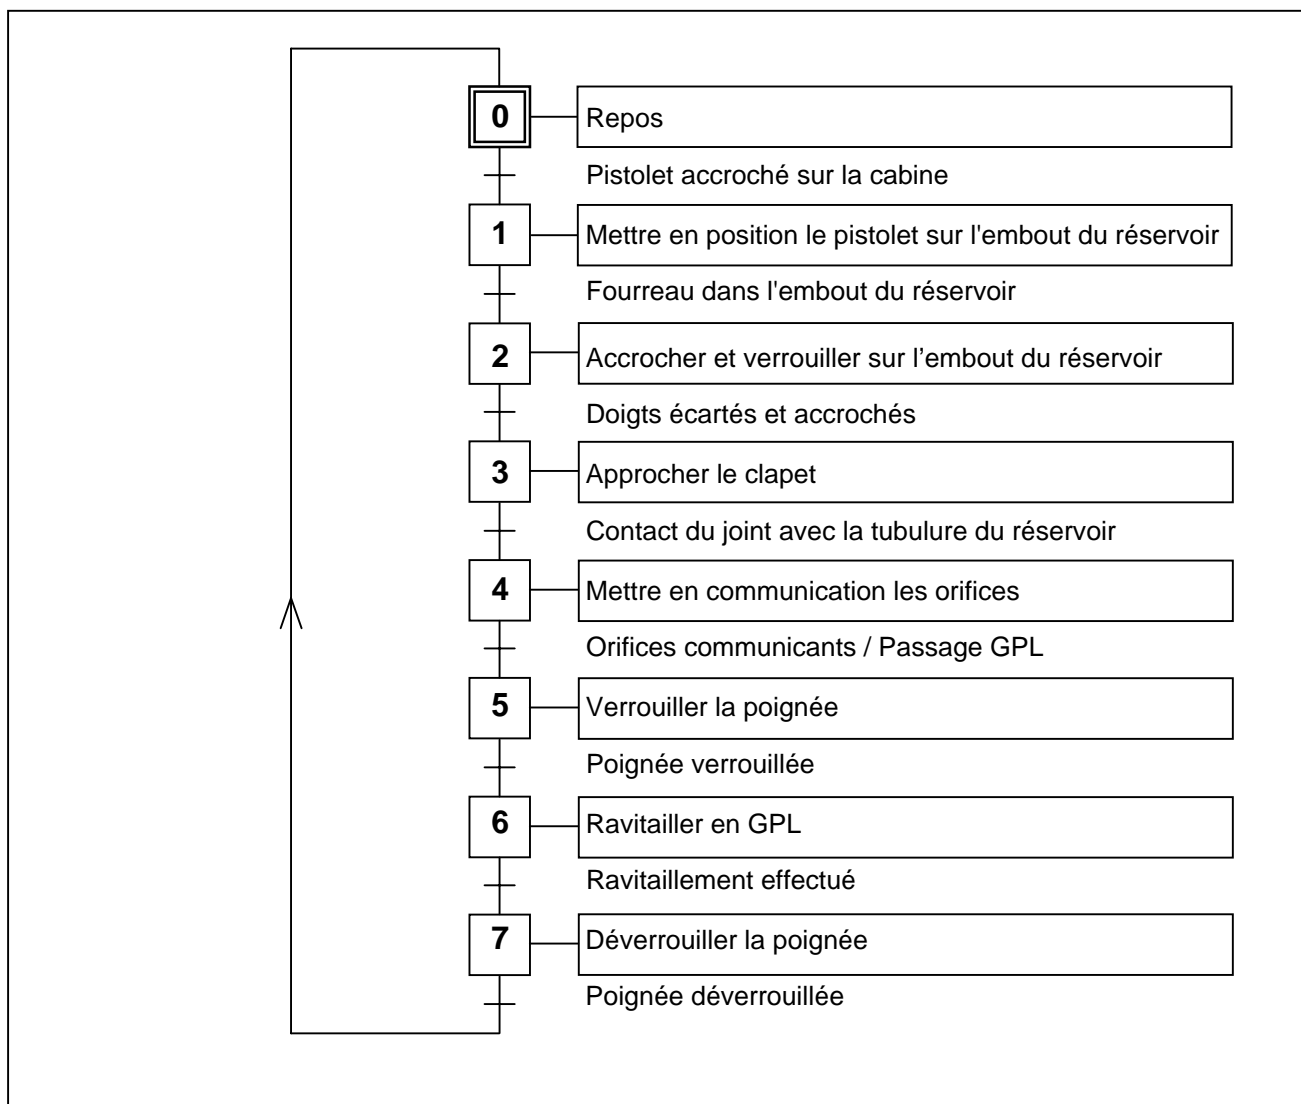 0 Repos
Pistolet accroché sur la cabine
1 Mettre en position le pistolet sur l'embout du réservoir
Fourreau dans l'embout du réservoir
2 Accrocher et verrouiller sur l’embout du réservoir
Doigts écartés et accrochés
3 Approcher le clapet
Contact du joint avec la tubulure du réservoir
4 Mettre en communication les orifices
Orifices communicants / Passage GPL
5 Verrouiller la poignée
Poignée verrouillée
6 Ravitailler en GPL
Ravitaillement effectué
7 Déverrouiller la poignée
Poignée déverrouillée